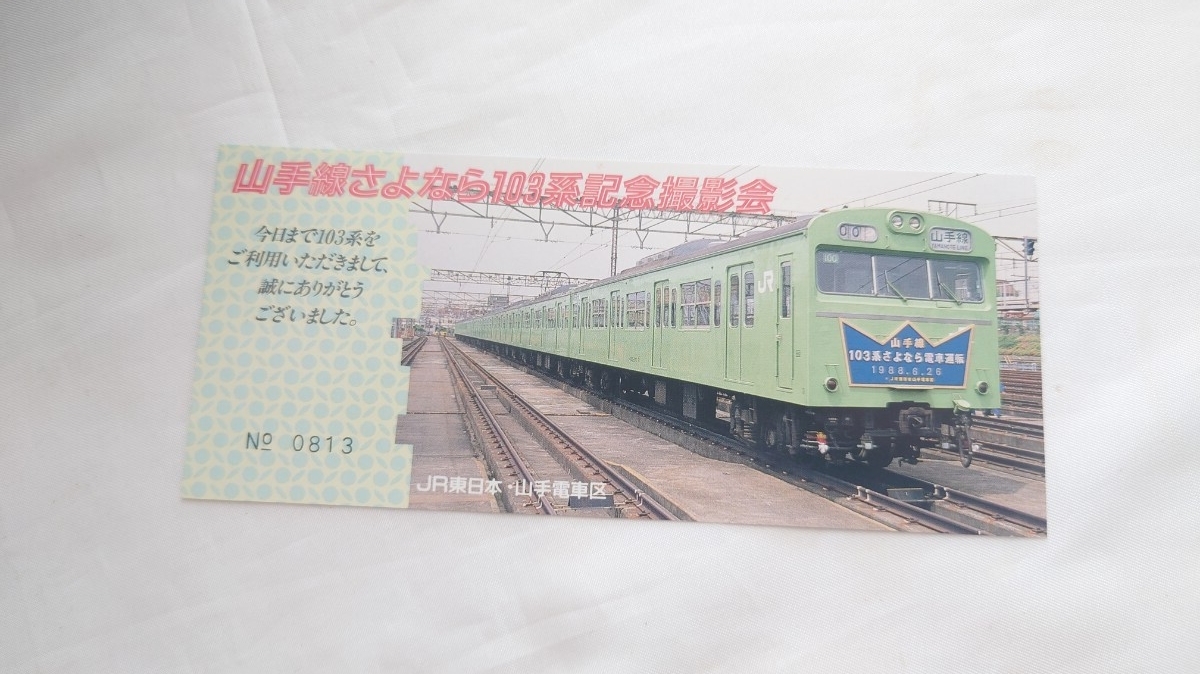 山手線さよなら103系記念撮影会
今日まで103系を
ご利用いただきまして、
誠にありがとう
ございました。
No 0813
JR東日本・山手電車区
山手線
JR
山手線
103系さよなら電車運転
1988.6.26